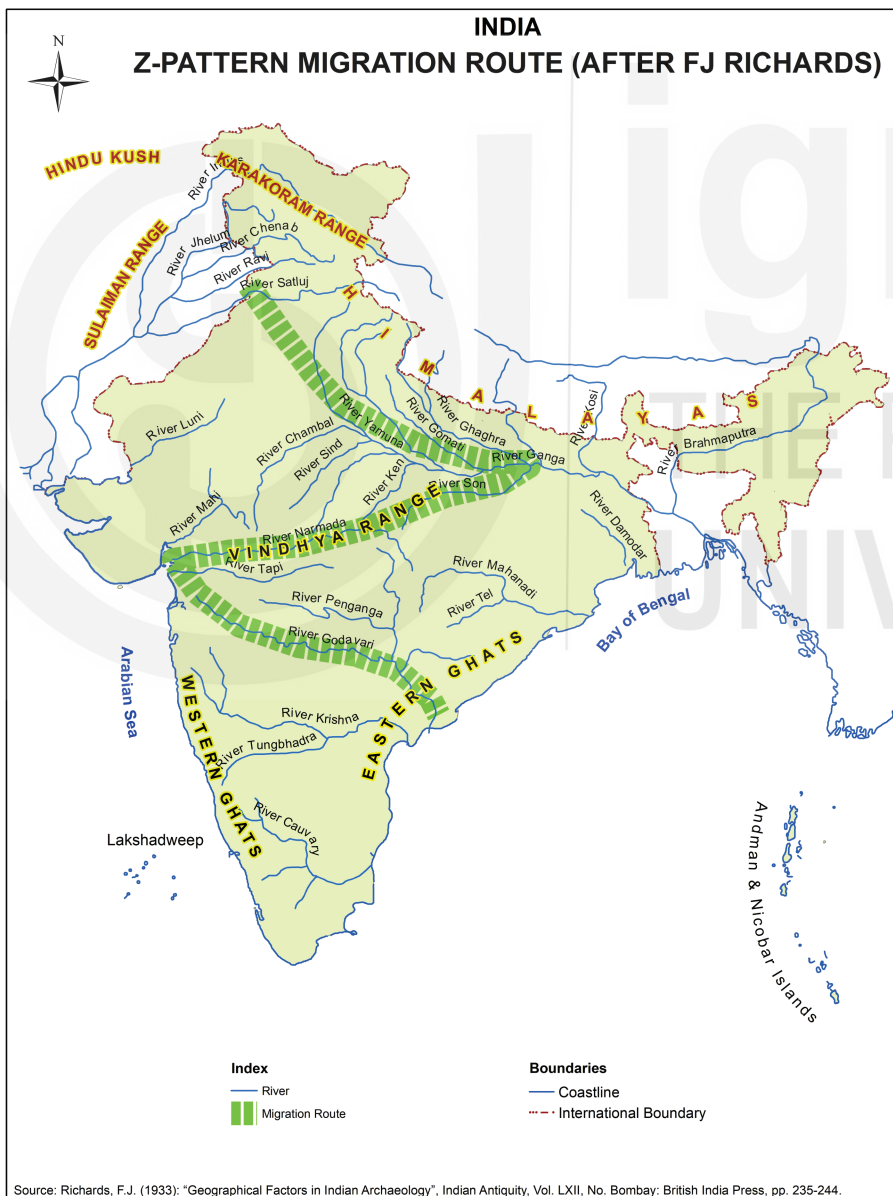 INDIA
Z-PATTERN MIGRATION ROUTE (AFTER FJ RICHARDS)
N
HINDU KUSH
KARAKORAM RANGE
SULAIMAN RANGE
River Jhelum
River Chenab
River Ravi
River Satluj
HIMALAYAS
River Luni
River Chambal
River Sind
River Yamuna
River Gomati
River Ghaghra
River Ganga
River Kosi
River Brahmaputra
River Ken
River Son
River Mahi
River Narmada
VINDHYA RANGE
River Tapi
River Damodar
River Mahanadi
River Tel
River Penganga
River Godavari
Bay of Bengal
Arabian Sea
WESTERN GHATS
EASTERN GHATS
River Krishna
River Tungbhadra
River Cauvary
Lakshadweep
Andman & Nicobar Islands
Index
River
Migration Route
Boundaries
Coastline
International Boundary
Source: Richards, F.J. (1933): "Geographical Factors in Indian Archaeology", Indian Antiquity, Vol. LXII, No. Bombay: British India Press, pp. 235-244.